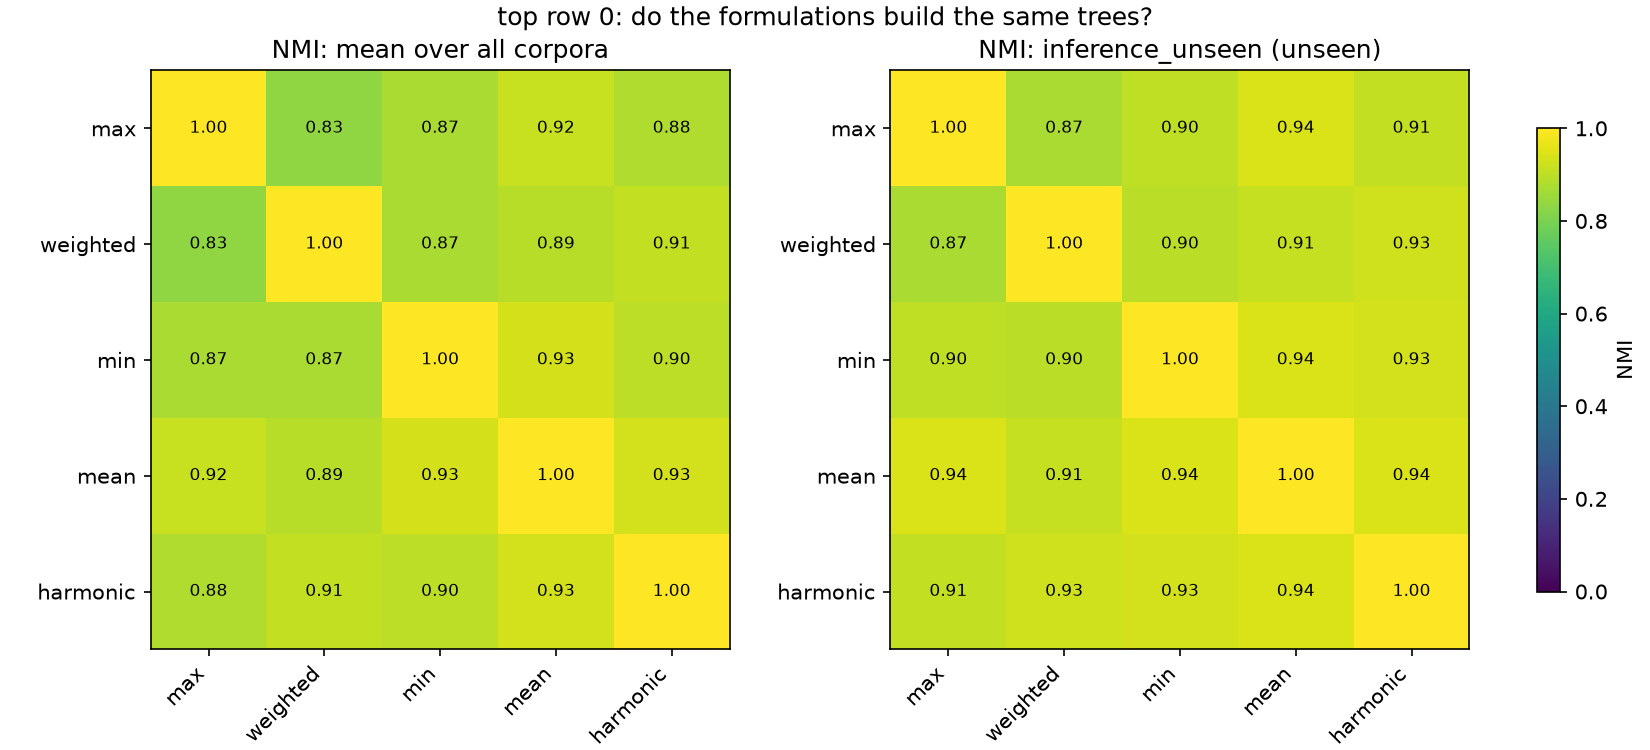 top row 0: do the formulations build the same trees?
NMI: mean over all corpora
max 1.00 0.83 0.87 0.92 0.88
weighted 0.83 1.00 0.87 0.89 0.91
min 0.87 0.87 1.00 0.93 0.90
mean 0.92 0.89 0.93 1.00 0.93
harmonic 0.88 0.91 0.90 0.93 1.00
max weighted min mean harmonic
NMI: inference_unseen (unseen)
max 1.00 0.87 0.90 0.94 0.91
weighted 0.87 1.00 0.90 0.91 0.93
min 0.90 0.90 1.00 0.94 0.93
mean 0.94 0.91 0.94 1.00 0.94
harmonic 0.91 0.93 0.93 0.94 1.00
max weighted min mean harmonic
1.0
0.8
0.6
0.4
0.2
0.0
NMI